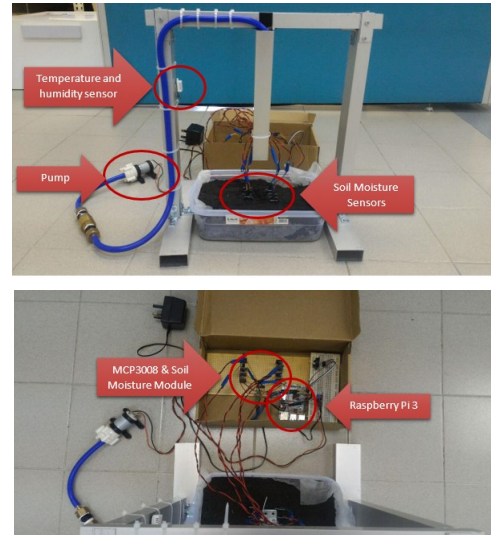 Temperature and
humidity sensor
Pump
Soil Moisture
Sensors
MCP3008 & Soil
Moisture Module
Raspberry Pi 3